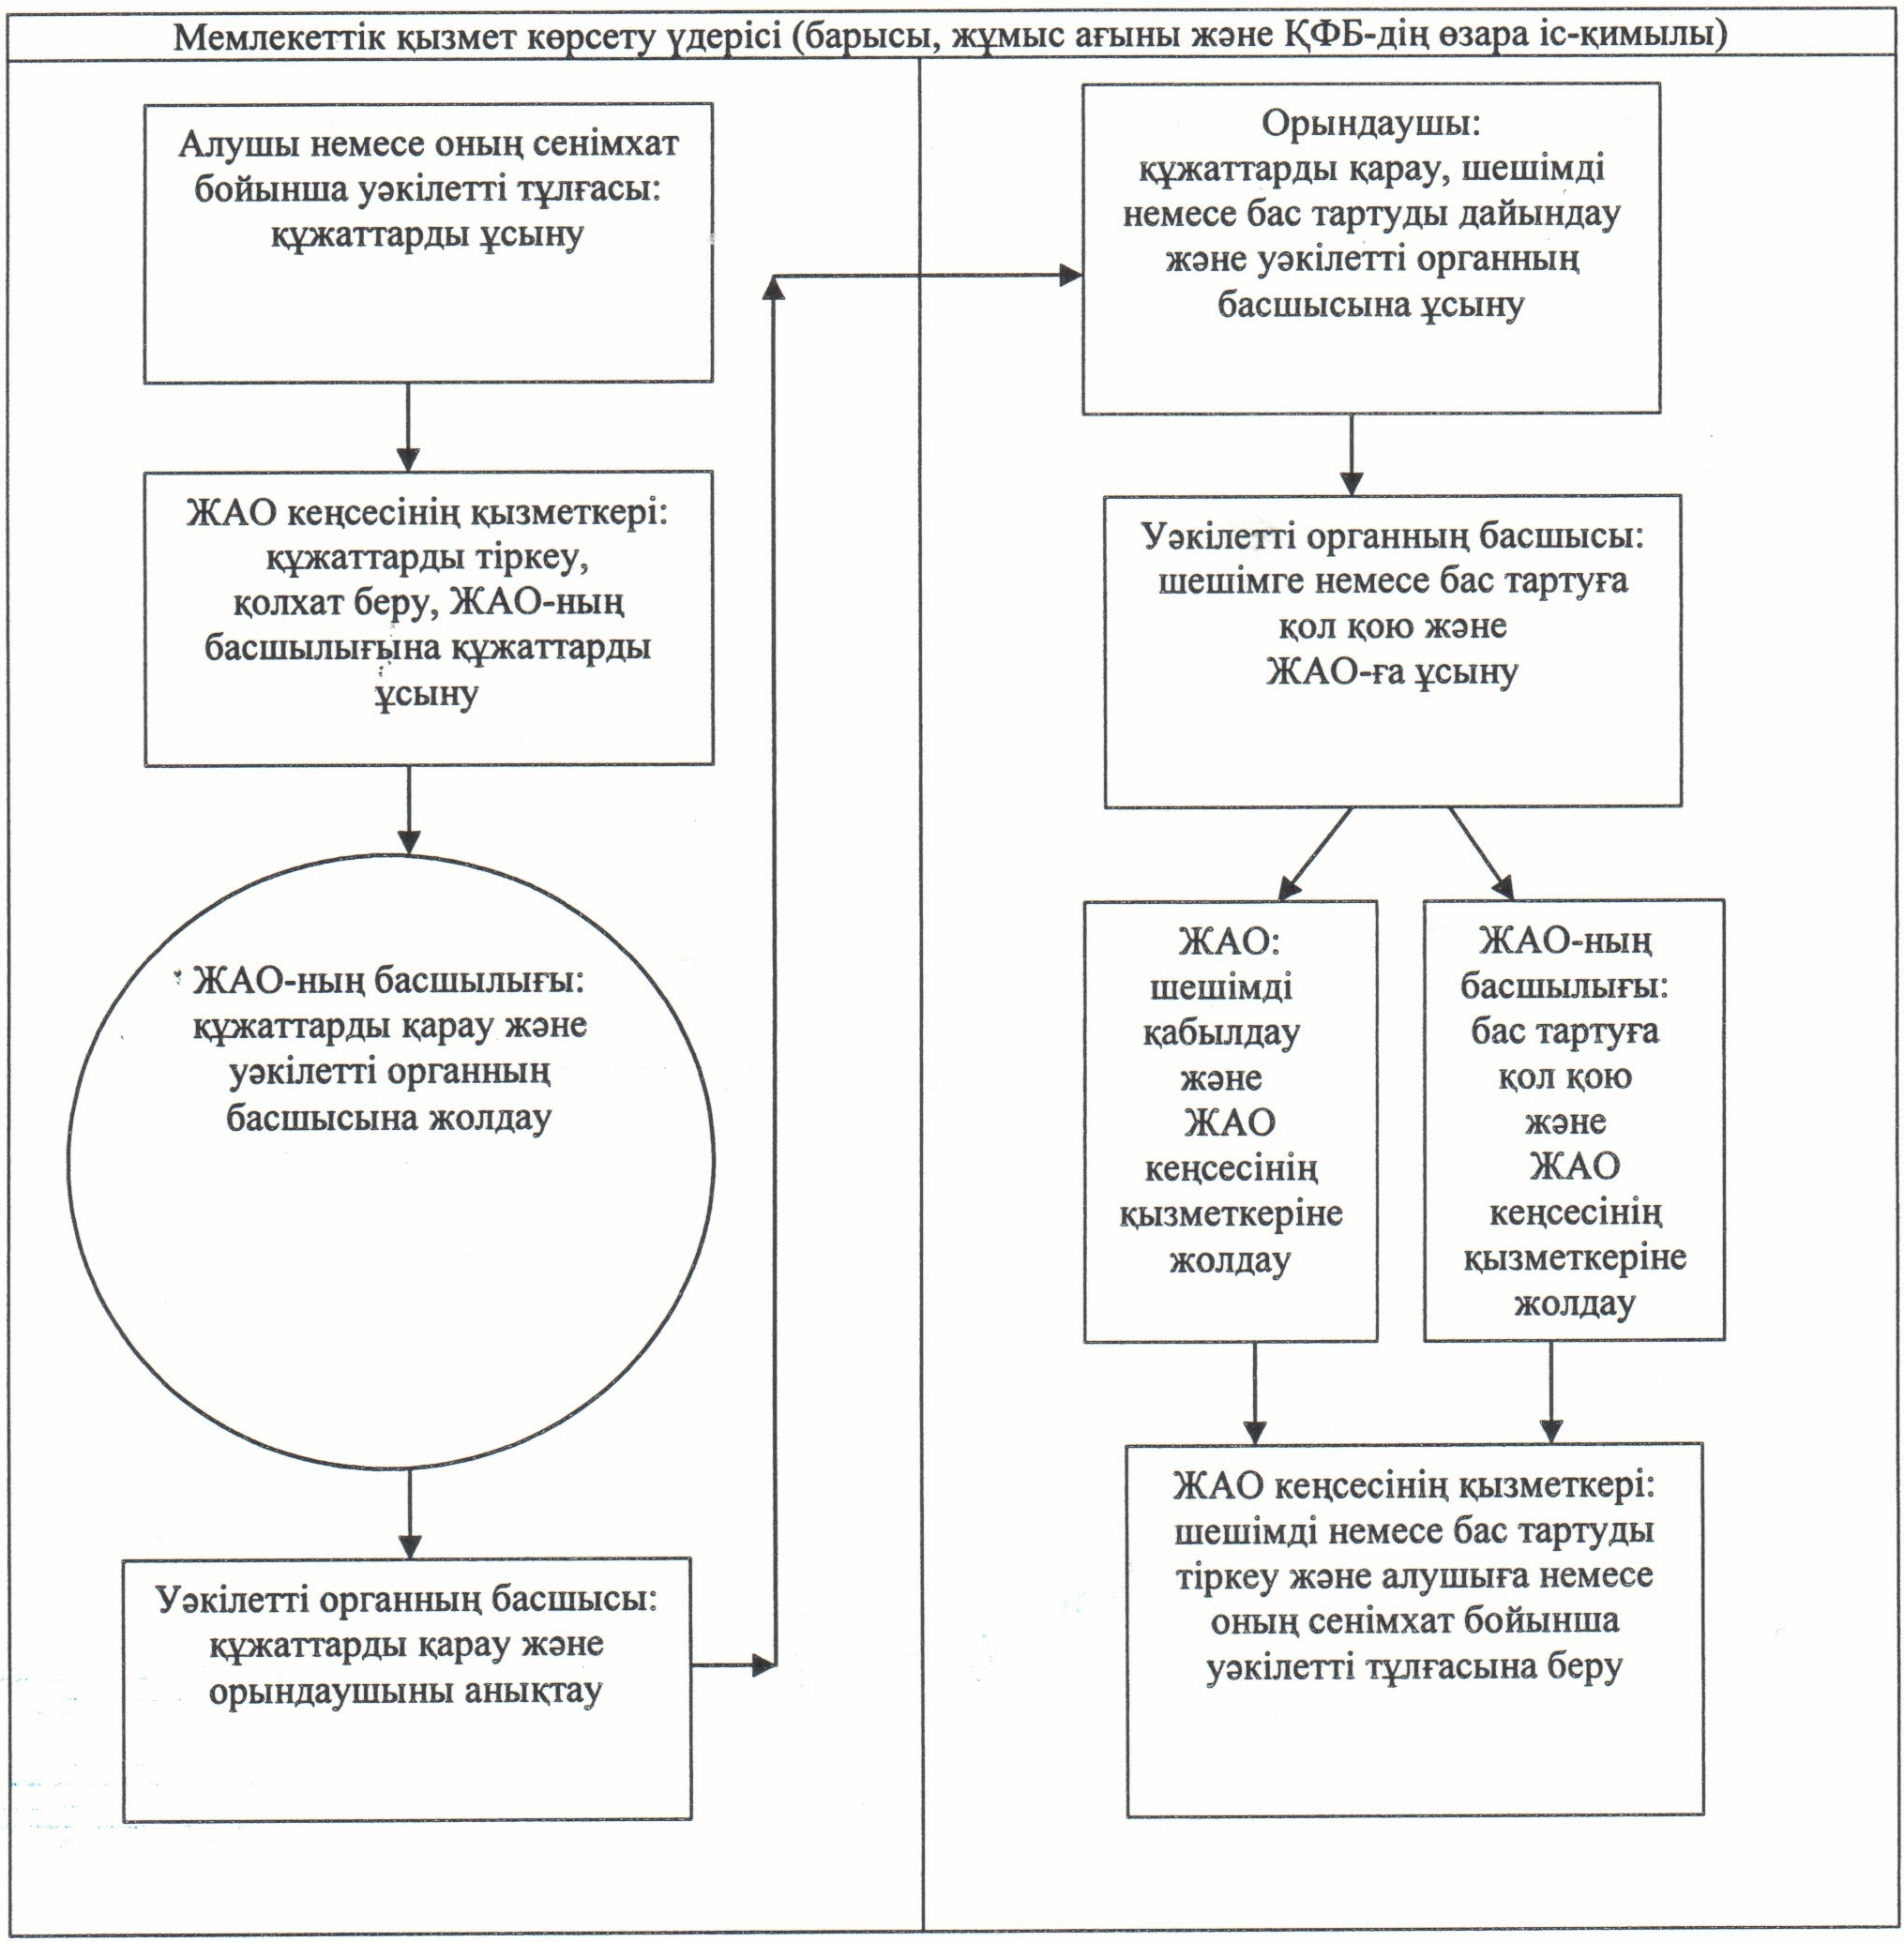 Мемлекеттік қызмет көрсету үдерісі (барысы, жұмыс ағыны және ҚФБ-дің өзара іс-қимылы)
Алушы немесе оның сенімхат
бойынша уәкілетті тұлғасы:
құжаттарды ұсыну
ЖАО кеңсесінің қызметкері:
құжаттарды тіркеу,
қолхат беру, ЖАО-ның
басшылығына құжаттарды
ұсыну
ЖАО-ның басшылығы:
құжаттарды қарау және
уәкілетті органның
басшысына жолдау
Уәкілетті органның басшысы:
құжаттарды қарау және
орындаушыны анықтау
Орындаушы:
құжаттарды қарау, шешімді
немесе бас тартуды дайындау
және уәкілетті органның
басшысына ұсыну
Уәкілетті органның басшысы:
шешімге немесе бас тартуға
қол қою және
ЖАО-ға ұсыну
ЖАО:
шешімді
қабылдау
және
ЖАО
кеңсесінің
қызметкеріне
жолдау
ЖАО-ның
басшылығы:
бас тартуға
қол қою
және
ЖАО
кеңсесінің
қызметкеріне
жолдау
ЖАО кеңсесінің қызметкері:
шешімді немесе бас тартуды
тіркеу және алушыға немесе
оның сенімхат бойынша
уәкілетті тұлғасына беру